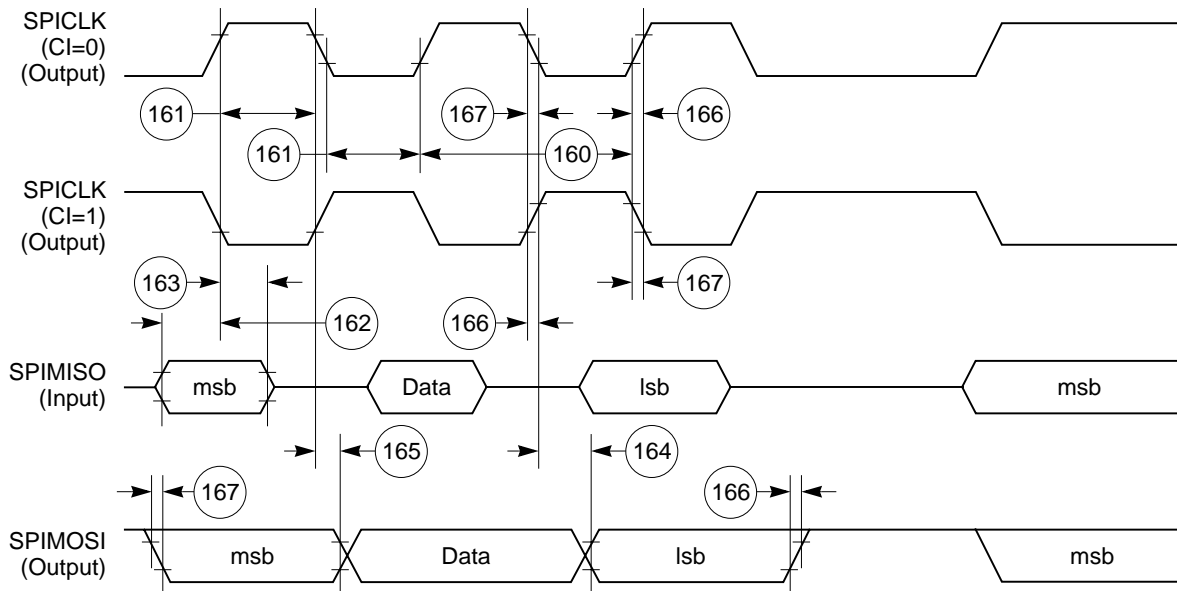 SPICLK
(CI=0)
(Output)
161
167
166
161
160
SPICLK
(CI=1)
(Output)
163
167
162
166
SPIMISO
(Input)
msb
Data
lsb
msb
165
164
167
166
SPIMOSI
(Output)
msb
Data
lsb
msb